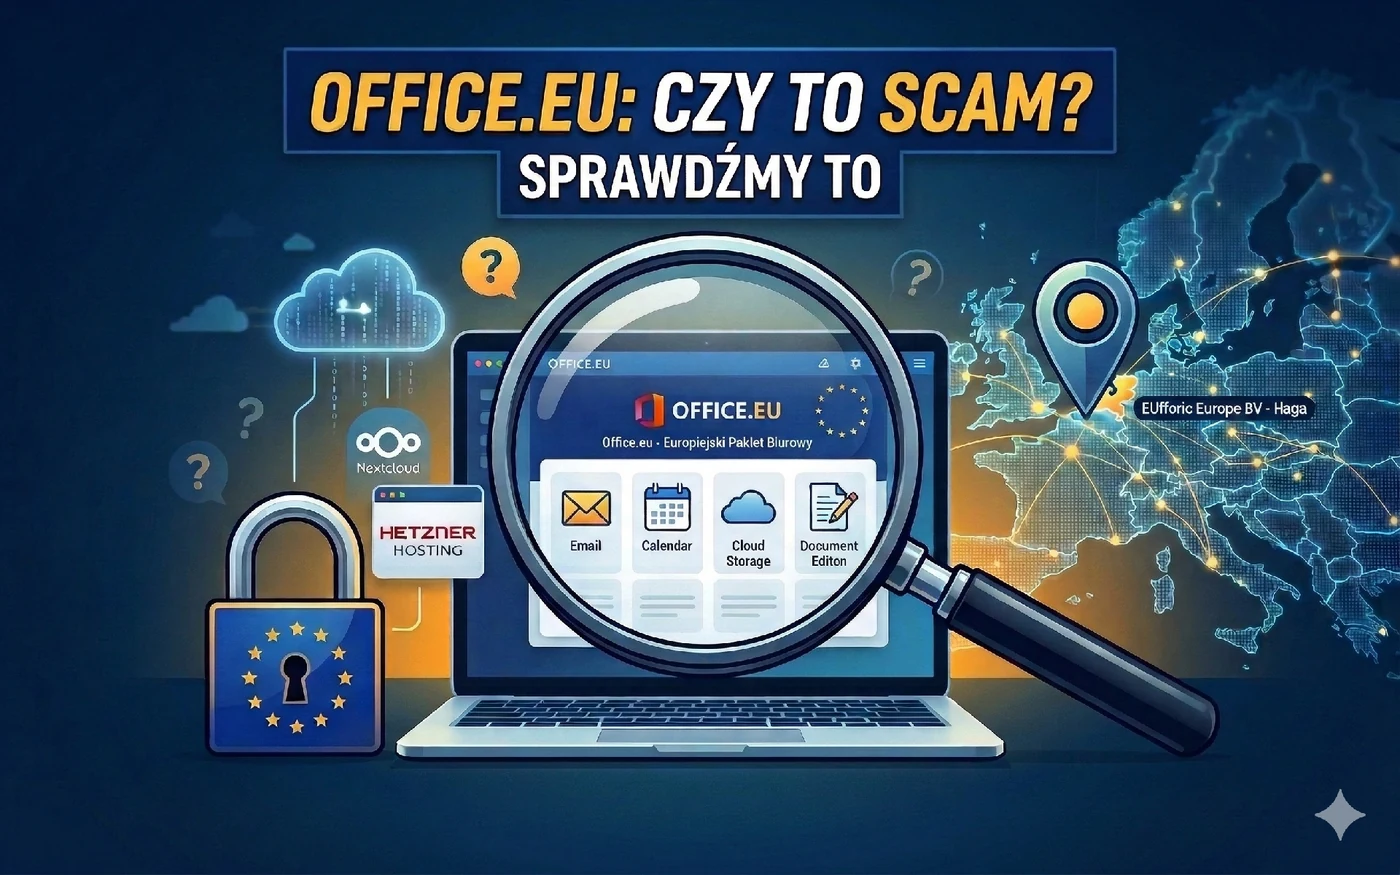 OFFICE.EU: CZY TO SCAM?
SPRAWDŹMY TO
?
?
?
?
Nextcloud
HETZNER
HOSTING
OFFICE.EU
OFFICE.EU
Office.eu - Europiejski Paklet Blurowy
Email
Calendar
Cloud
Storage
Document
Editon
EUfforic Europe BV - Haga